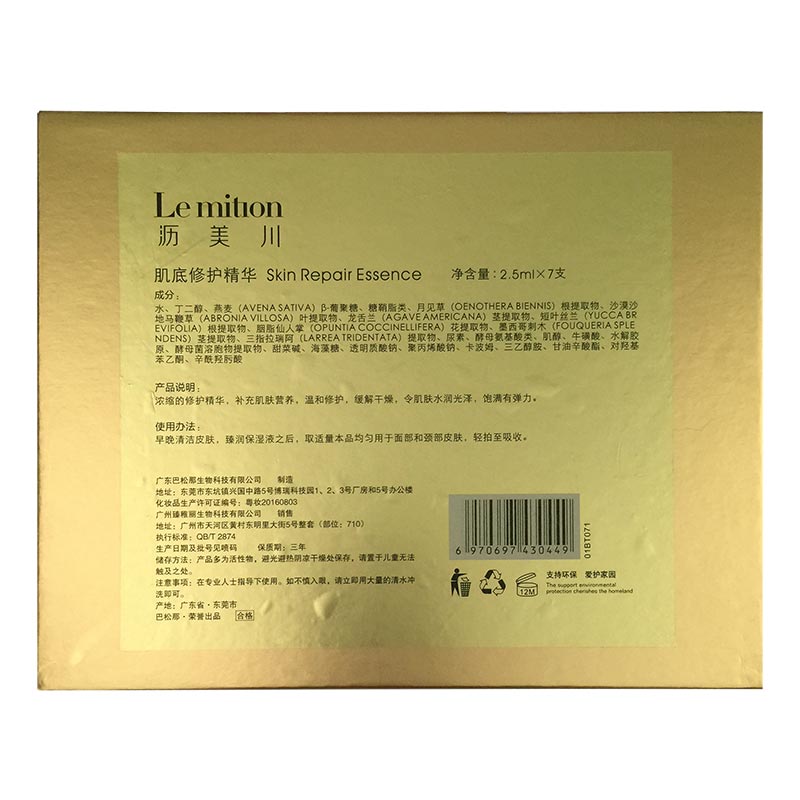 Le mition
沥美川
肌底修护精华 Skin Repair Essence 净含量：2.5ml×7支
成分：
水、丁二醇、燕麦（AVENA SATIVA）β-葡聚糖、糖鞘脂类、月见草（OENOTHERA BIENNIS）根提取物、沙漠沙
地马鞭草（ABRONIA VILLOSA）叶提取物、龙舌兰（AGAVE AMERICANA）茎提取物、短叶丝兰（YUCCA BR
EVIFOLIA）根提取物、胭脂仙人掌（OPUNTIA COCCINELLIFERA）花提取物、墨西哥刺木（FOUQUERIA SPLE
NDENS）茎提取物、三指拉瑞阿（LARREA TRIDENTATA）提取物、尿素、酵母氨基酸类、肌醇、牛磺酸、水解胶
原、酵母菌溶胞物提取物、甜菜碱、海藻糖、透明质酸钠、聚丙烯酸钠、卡波姆、三乙醇胺、甘油辛酸酯、对羟基
苯乙酮、辛酰羟肟酸
产品说明：
浓缩的修护精华，补充肌肤营养，温和修护，缓解干燥，令肌肤水润光泽，饱满有弹力。
使用办法：
早晚清洁皮肤，臻润保湿液之后，取适量本品均匀用于面部和颈部皮肤，轻拍至吸收。
广东巴松那生物科技有限公司 制造
地址：东莞市东坑镇兴国中路5号博瑞科技园1、2、3号厂房和5号办公楼
化妆品生产许可证编号：粤妆20160803
广州臻稚丽生物科技有限公司 销售
地址：广州市天河区黄村东明里大街5号整套（部位：710）
执行标准：QB/T 2874
生产日期及批号见喷码 保质期：三年
储存方法：产品多为活性物，避光避热阴凉干燥处保存，请置于儿童无法
触及之处。
注意事项：在专业人士指导下使用。如不慎入眼，请立即用大量的清水冲
洗即可。
产地：广东省·东莞市
巴松那·荣誉出品 合格
6 970697 430449
01BT071
12M
支持环保 爱护家园
The support environmental
protection cherishes the homeland